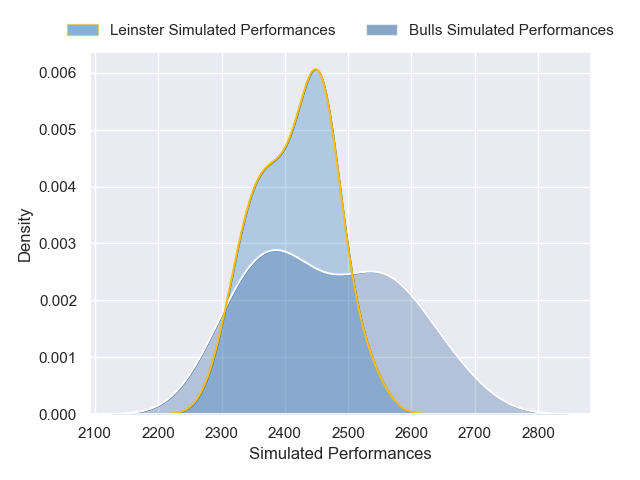 Leinster Simulated Performances Bulls Simulated Performances
0.006
0.005
0.004
0.003
0.002
0.001
0.000
Density
2100 2200 2300 2400 2500 2600 2700 2800
Simulated Performances